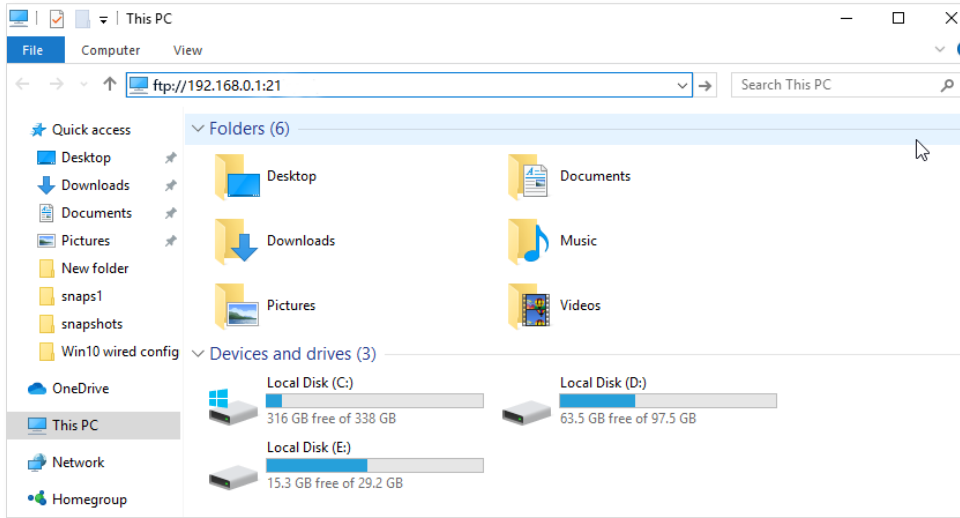 This PC
File Computer View
ftp://192.168.0.1:21 Search This PC
Quick access
Desktop
Downloads
Documents
Pictures
New folder
snaps1
snapshots
Win10 wired config
OneDrive
This PC
Network
Homegroup
Folders (6)
Desktop Documents
Downloads Music
Pictures Videos
Devices and drives (3)
Local Disk (C:) Local Disk (D:)
316 GB free of 338 GB 63.5 GB free of 97.5 GB
Local Disk (E:)
15.3 GB free of 29.2 GB